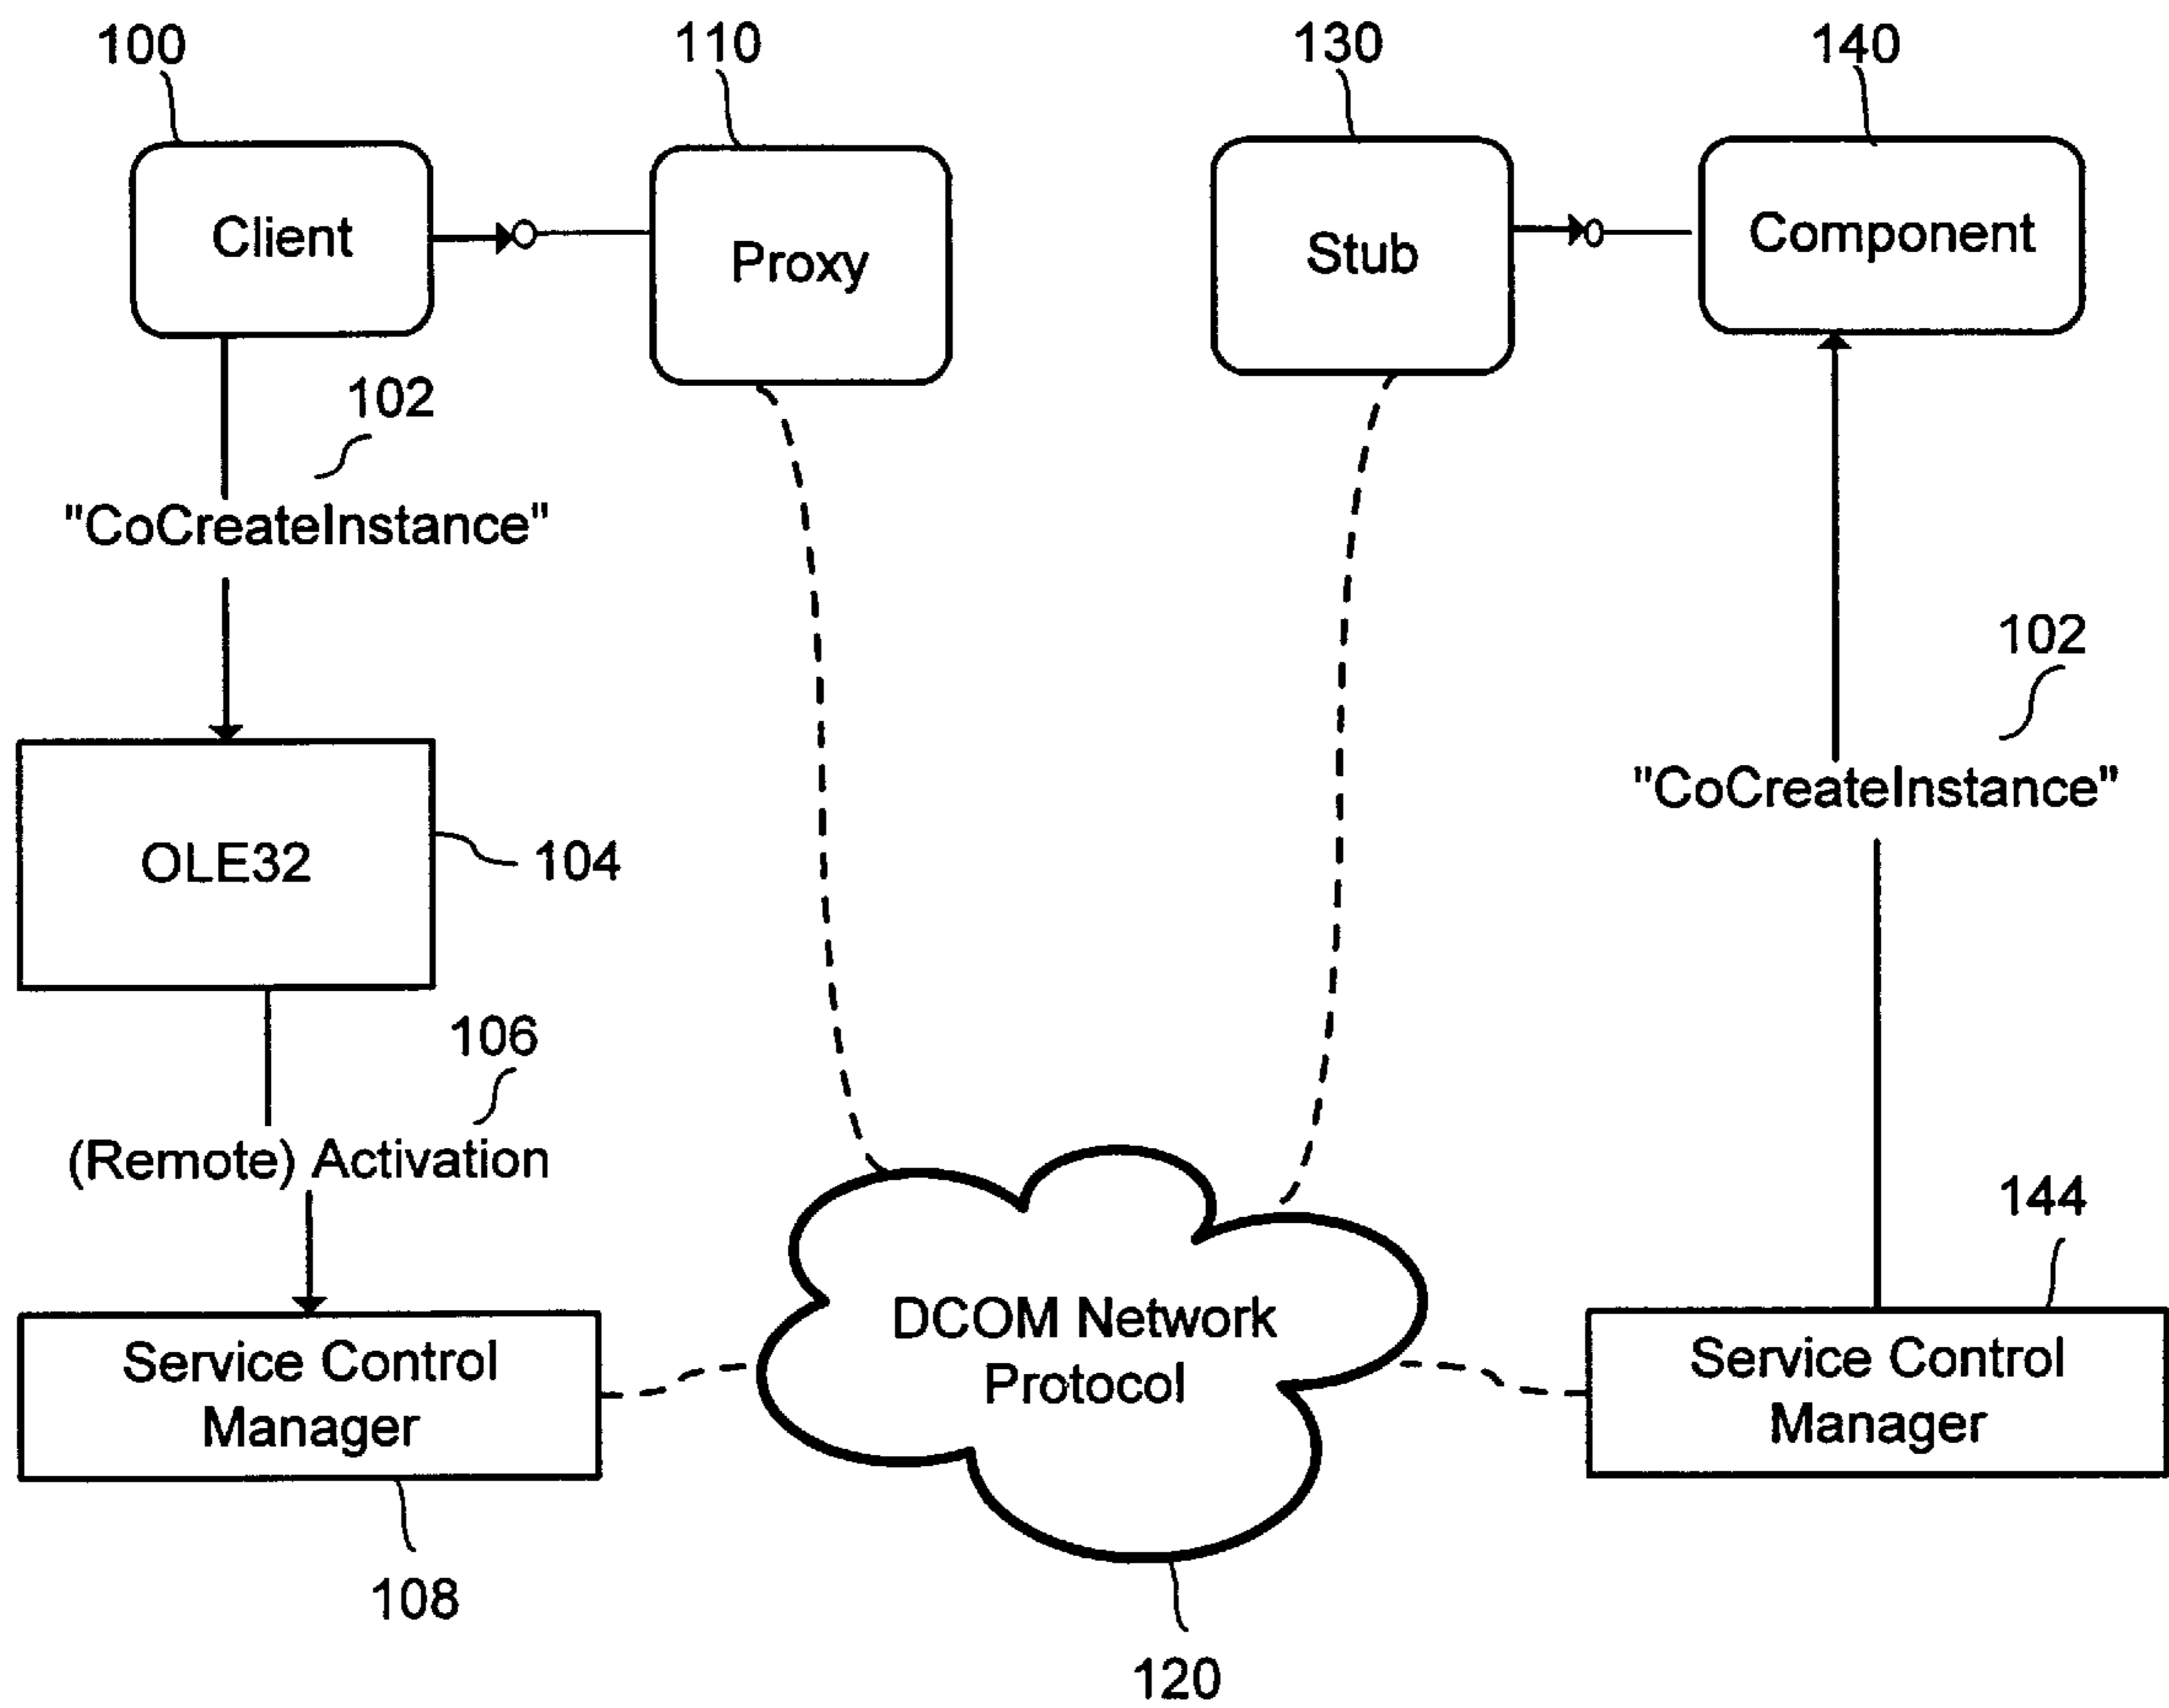 100
110
130
140
Client
Proxy
Stub
Component
102
"CoCreateInstance"
102
"CoCreateInstance"
OLE32
104
106
(Remote) Activation
144
Service Control
Manager
DCOM Network
Protocol
Service Control
Manager
108
120